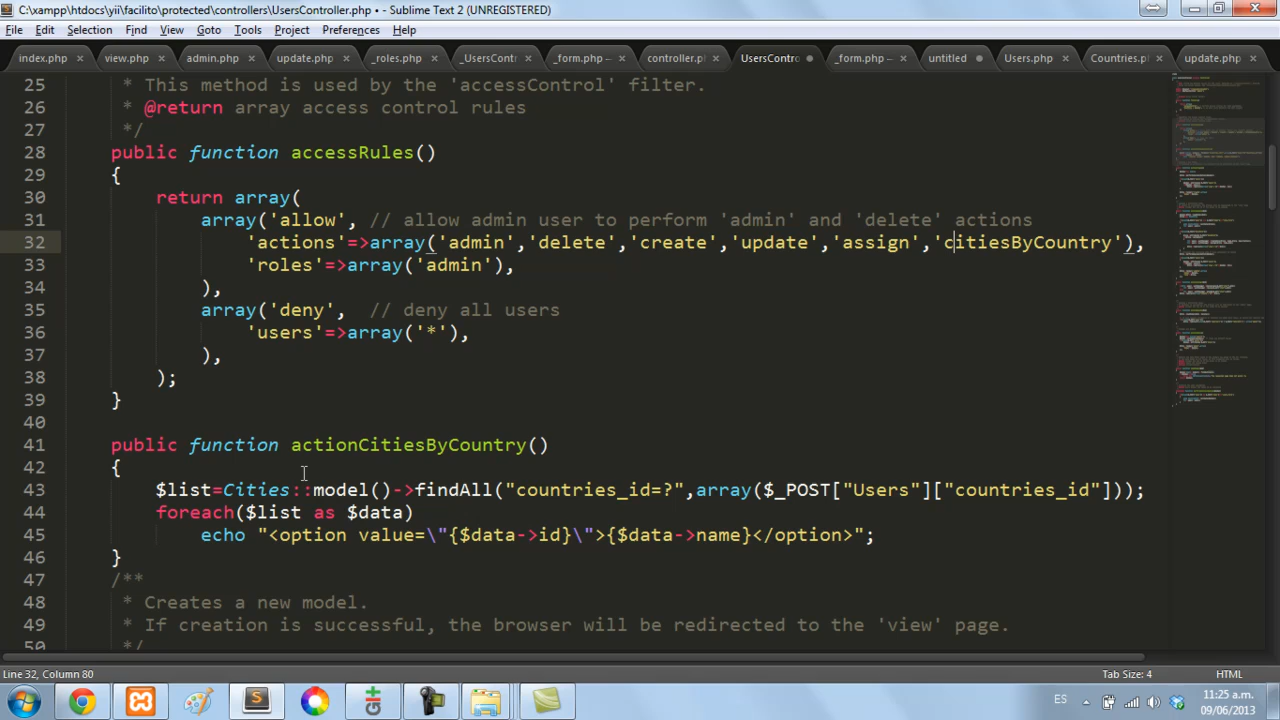 C:\xampp\htdocs\yii\facilito\protected\controllers\UsersController.php • - Sublime Text 2 (UNREGISTERED)
File Edit Selection Find View Goto Tools Project Preferences Help
index.php view.php admin.php update.php _roles.php _UsersCont _form.php — controller.p UsersContro _form.php — untitled Users.php Countries.pl update.php
25 * This method is used by the 'accessControl' filter.
26 * @return array access control rules
27 */
28 public function accessRules()
29 {
30 return array(
31 array('allow', // allow admin user to perform 'admin' and 'delete' actions
32 'actions'=>array('admin','delete','create','update','assign','citiesByCountry'),
33 'roles'=>array('admin'),
34 ),
35 array('deny', // deny all users
36 'users'=>array('*'),
37 ),
38 );
39 }
40
41 public function actionCitiesByCountry()
42 {
43 $list=Cities::model()->findAll("countries_id=?",array($_POST["Users"]["countries_id"]));
44 foreach($list as $data)
45 echo "<option value=\"{$data->id}\">{$data->name}</option>";
46 }
47 /**
48 * Creates a new model.
49 * If creation is successful, the browser will be redirected to the 'view' page.
50 */
Line 32, Column 80 Tab Size: 4 HTML
ES 11:25 a.m.
09/06/2013